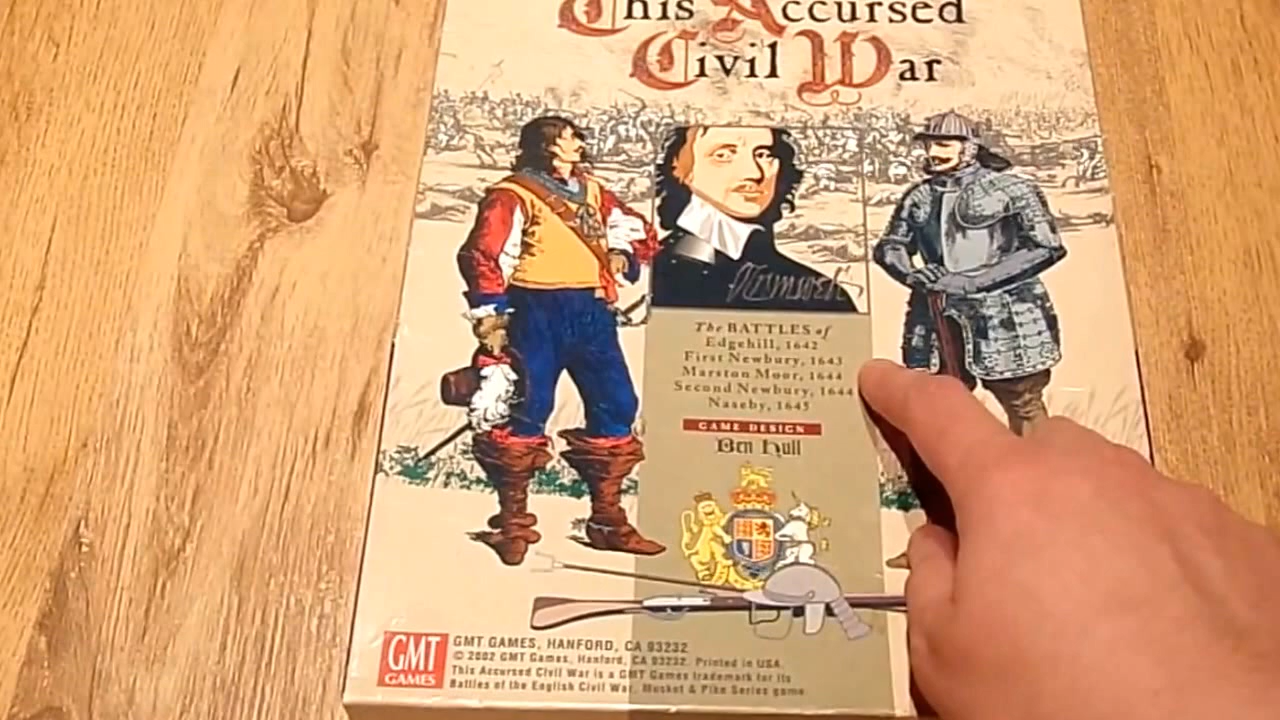 This Accursed
Civil War
Cromwell
The BATTLES of
Edgehill, 1642
First Newbury, 1643
Marston Moor, 1644
Second Newbury, 1644
Naseby, 1645
GAME DESIGN
Ben Hull
GMT
GAMES
GMT GAMES, HANFORD, CA 93232
© 2002 GMT Games, Hanford, CA 93232. Printed in USA.
This Accursed Civil War is a GMT Games trademark for its
Battles of the English Civil War, Musket & Pike Series game